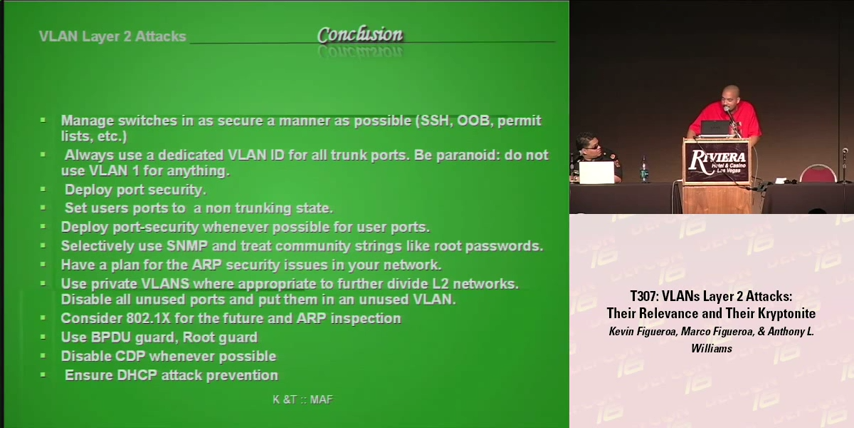 VLAN Layer 2 Attacks
Conclusion
Manage switches in as secure a manner as possible (SSH, OOB, permit
lists, etc.)
Always use a dedicated VLAN ID for all trunk ports. Be paranoid: do not
use VLAN 1 for anything.
Deploy port security.
Set users ports to a non trunking state.
Deploy port-security whenever possible for user ports.
Selectively use SNMP and treat community strings like root passwords.
Have a plan for the ARP security issues in your network.
Use private VLANS where appropriate to further divide L2 networks.
Disable all unused ports and put them in an unused VLAN.
Consider 802.1X for the future and ARP inspection
Use BPDU guard, Root guard
Disable CDP whenever possible
Ensure DHCP attack prevention
K &T :: MAF
RIVIERA
Hotel & Casino
Las Vegas
T307: VLANs Layer 2 Attacks:
Their Relevance and Their Kryptonite
Kevin Figueroa, Marco Figueroa, & Anthony L.
Williams